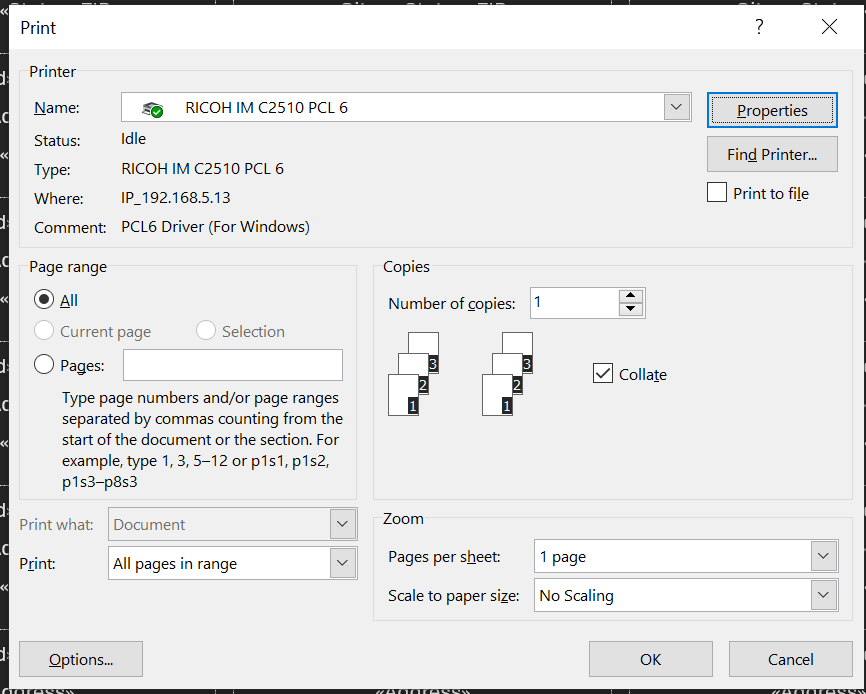 Print
?
Printer
Name: RICOH IM C2510 PCL 6
Properties
Status: Idle
Find Printer...
Type: RICOH IM C2510 PCL 6
Where: IP_192.168.5.13
Print to file
Comment: PCL6 Driver (For Windows)
Page range
All
Current page Selection
Pages:
Type page numbers and/or page ranges
separated by commas counting from the
start of the document or the section. For
example, type 1, 3, 5–12 or p1s1, p1s2,
p1s3–p8s3
Copies
Number of copies: 1
3 3
2 2
1 1
Collate
Print what: Document
Print: All pages in range
Zoom
Pages per sheet: 1 page
Scale to paper size: No Scaling
Options...
OK
Cancel
«Address»